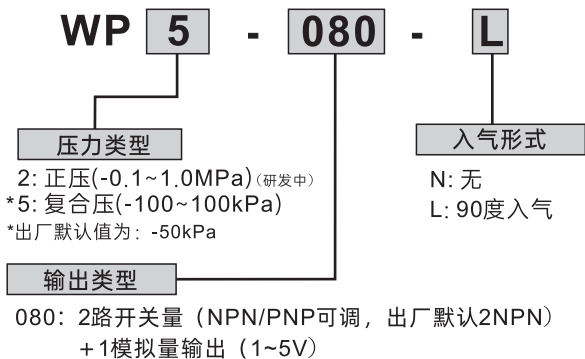 WP 5 - 080 - L
压力类型
2: 正压(-0.1~1.0MPa)(研发中)
*5: 复合压(-100~100kPa)
*出厂默认值为: -50kPa
入气形式
N: 无
L: 90度入气
输出类型
080: 2路开关量（NPN/PNP可调，出厂默认2NPN）
+1模拟量输出（1~5V）